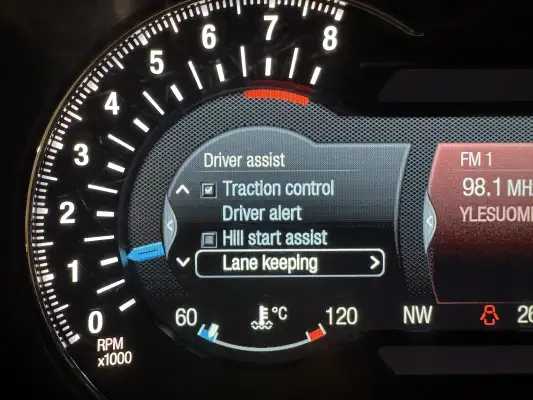 0
1
2
3
4
5
6
7
8
RPM
x1000
Driver assist
Traction control
Driver alert
Hill start assist
Lane keeping
60
°C
120
NW
FM 1
98.1
YLESUOMI
26